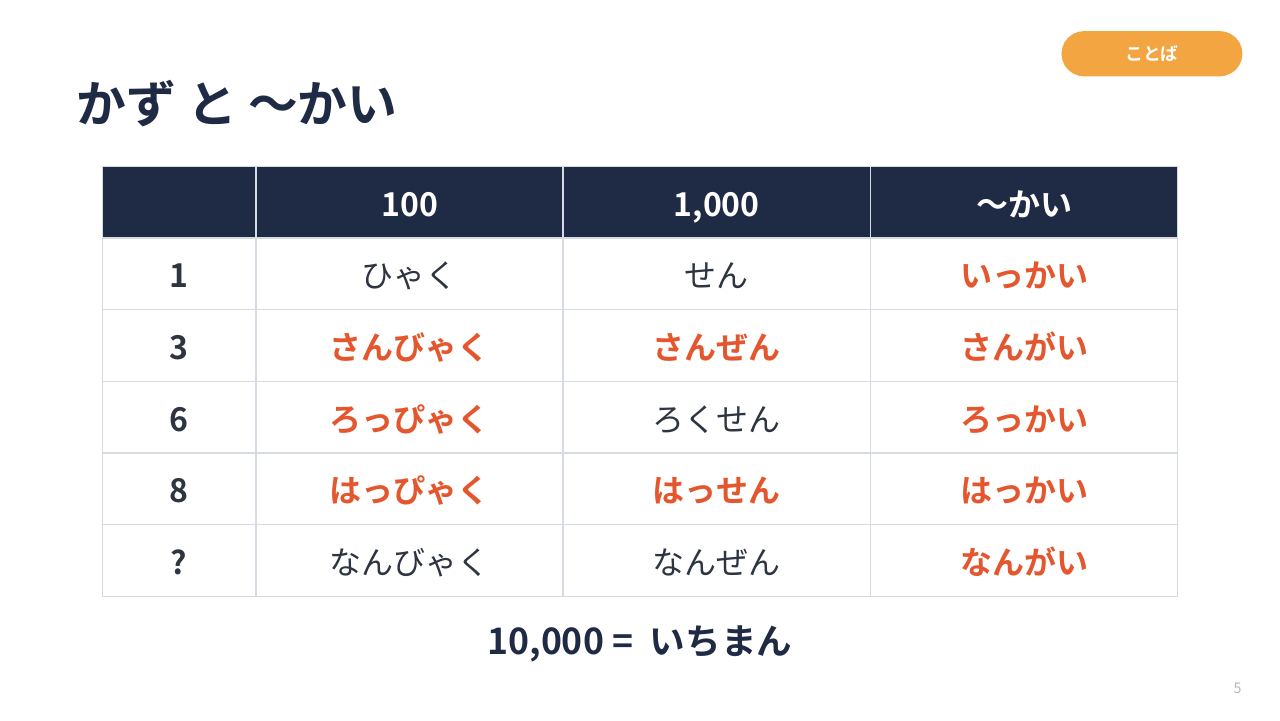 ことば
かず と ～かい
100 1,000 ～かい
1 ひゃく せん いっかい
3 さんびゃく さんぜん さんがい
6 ろっぴゃく ろくせん ろっかい
8 はっぴゃく はっせん はっかい
? なんびゃく なんぜん なんがい
10,000 = いちまん
5